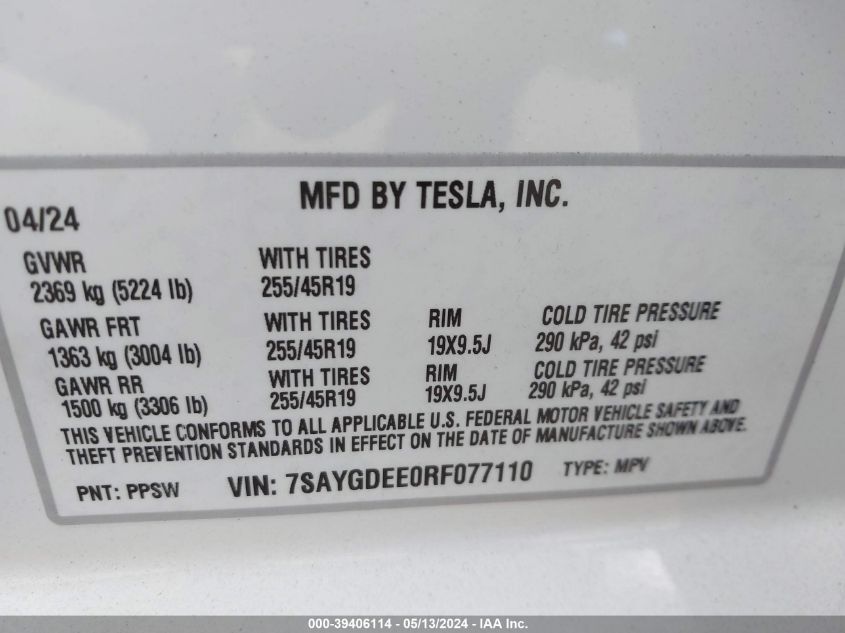 MFD BY TESLA, INC.
04/24
GVWR WITH TIRES
2369 kg (5224 lb) 255/45R19
GAWR FRT WITH TIRES RIM COLD TIRE PRESSURE
1363 kg (3004 lb) 255/45R19 19X9.5J 290 kPa, 42 psi
GAWR RR WITH TIRES RIM COLD TIRE PRESSURE
1500 kg (3306 lb) 255/45R19 19X9.5J 290 kPa, 42 psi
THIS VEHICLE CONFORMS TO ALL APPLICABLE U.S. FEDERAL MOTOR VEHICLE SAFETY AND
THEFT PREVENTION STANDARDS IN EFFECT ON THE DATE OF MANUFACTURE SHOWN ABOVE.
PNT: PPSW VIN: 7SAYGDEE0RF077110 TYPE: MPV
000-39406114 - 05/13/2024 - IAA Inc.